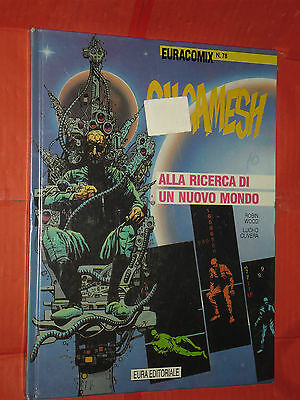 EURACOMIX N. 78
GILGAMESH
ALLA RICERCA DI
UN NUOVO MONDO
ROBIN
WOOD
LUCHO
OLIVERA
EURA EDITORIALE